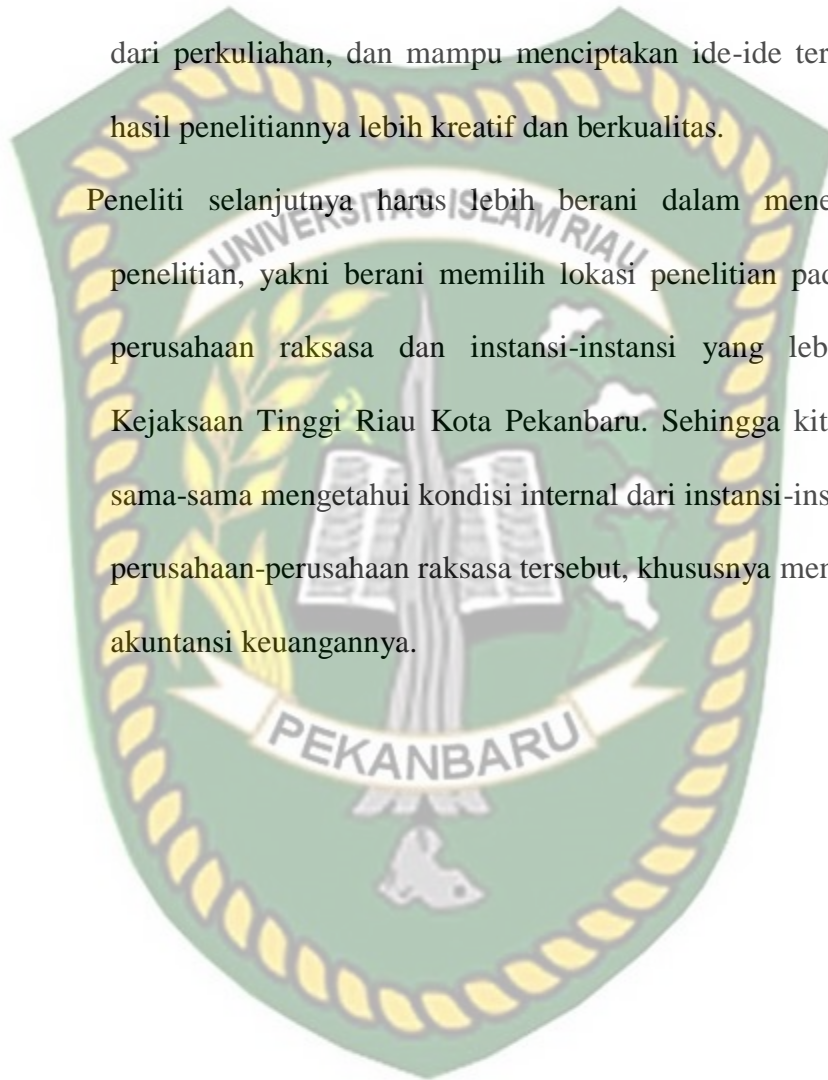 dari perkuliahan, dan mampu menciptakan ide-ide ter
hasil penelitiannya lebih kreatif dan berkualitas.
Peneliti selanjutnya harus lebih berani dalam mene
UNIVERSITAS ISLAM RIAU
penelitian, yakni berani memilih lokasi penelitian pad
perusahaan raksasa dan instansi-instansi yang leb
Kejaksaan Tinggi Riau Kota Pekanbaru. Sehingga kit
sama-sama mengetahui kondisi internal dari instansi-ins
perusahaan-perusahaan raksasa tersebut, khususnya men
akuntansi keuangannya.
PEKANBARU